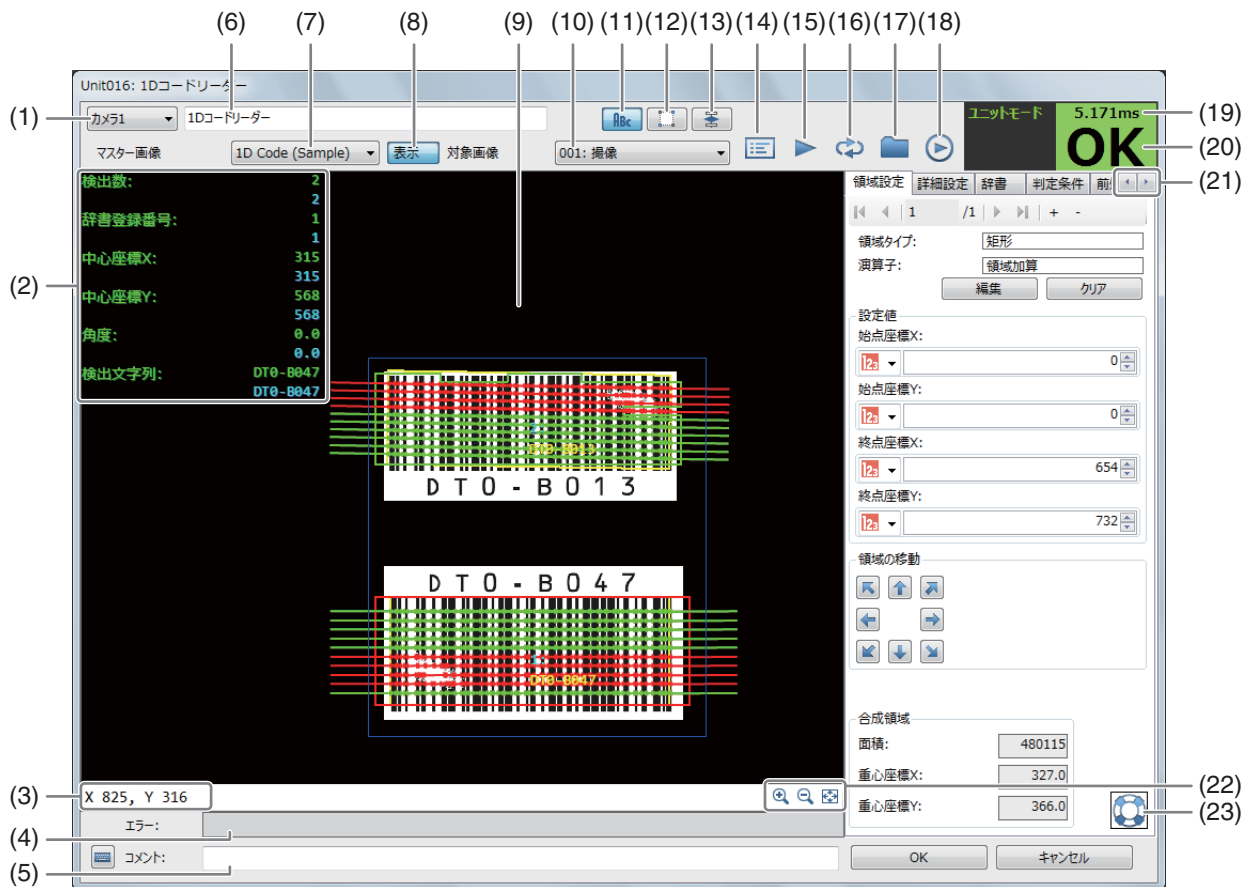 (6) (7) (8) (9) (10) (11) (12) (13) (14) (15) (16) (17) (18)
Unit016: 1Dコードリーダー
(1) カメラ1 1Dコードリーダー ABc ユニットモード 5.171ms (19)
マスター画像 1D Code (Sample) 表示 対象画像 001: 撮像 OK (20)
検出数: 2
2
領域設定 詳細設定 辞書 判定条件 (21)
辞書登録番号: 1
1
1 /1 + -
中心座標X: 315
315
領域タイプ: 矩形
演算子: 領域加算
(2) 中心座標Y: 568
568
編集 クリア
角度: 0.0
0.0
設定値
始点座標X:
123 0
検出文字列: DT0-B047
DT0-B047
始点座標Y:
123 0
2
DT0-B013
DT0-B013
終点座標X:
123 654
終点座標Y:
123 732
領域の移動
DT0-B047
1
DT0-B047
合成領域
面積: 480115
重心座標X: 327.0
重心座標Y: 366.0
(3) X 825, Y 316 (22)
(23)
(4) エラー:
(5) コメント: OK キャンセル